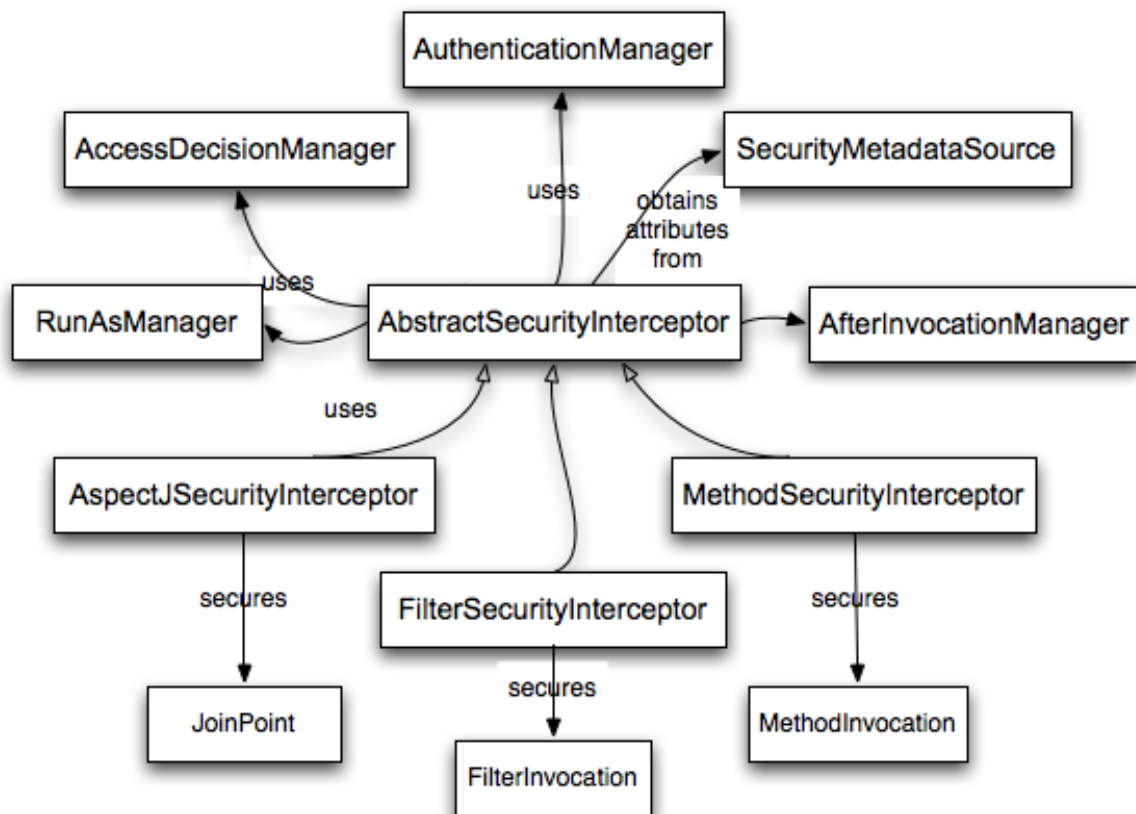 AuthenticationManager
AccessDecisionManager
SecurityMetadataSource
uses
obtains
attributes
from
uses
RunAsManager
AbstractSecurityInterceptor
AfterInvocationManager
uses
AspectJSecurityInterceptor
MethodSecurityInterceptor
secures
FilterSecurityInterceptor
secures
secures
JoinPoint
MethodInvocation
FilterInvocation